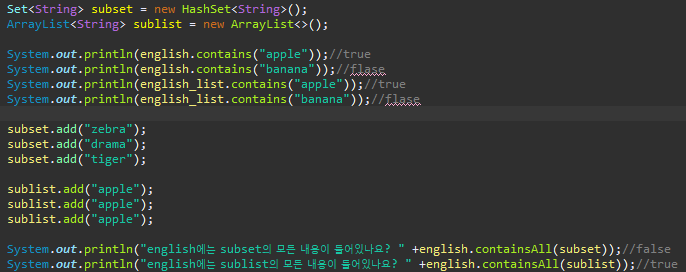 Set<String> subset = new HashSet<String>();
ArrayList<String> sublist = new ArrayList<>();
System.out.println(english.contains("apple"));//true
System.out.println(english.contains("banana"));//flase
System.out.println(english_list.contains("apple"));//true
System.out.println(english_list.contains("banana"));//flase
subset.add("zebra");
subset.add("drama");
subset.add("tiger");
sublist.add("apple");
sublist.add("apple");
sublist.add("apple");
System.out.println("english에는 subset의 모든 내용이 들어있나요? " +english.containsAll(subset));//false
System.out.println("english에는 sublist의 모든 내용이 들어있나요? " +english.containsAll(sublist));//true